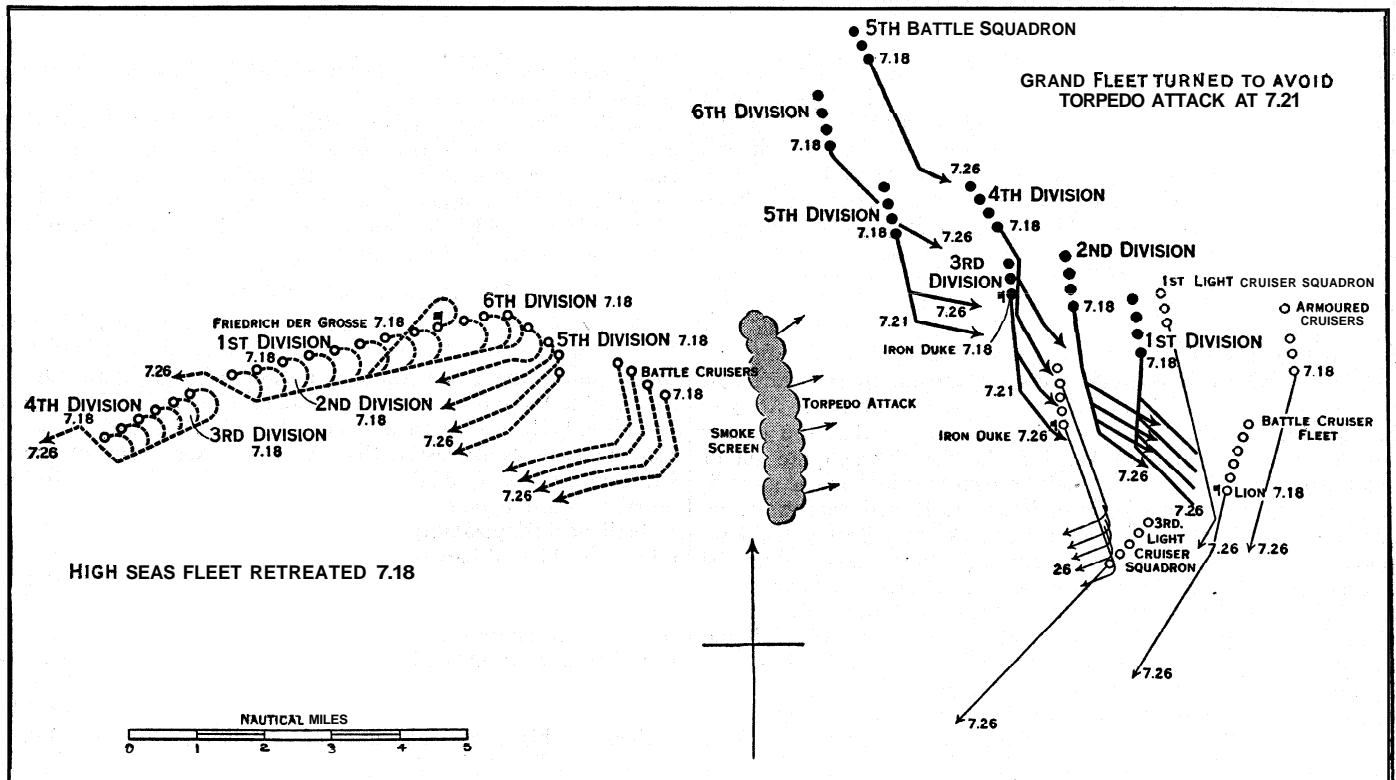 5TH BATTLE SQUADRON
7.18
GRAND FLEET TURNED TO AVOID
TORPEDO ATTACK AT 7.21
6TH DIVISION
7.18
7.26
4TH DIVISION
7.18
5TH DIVISION
7.18
7.26
2ND DIVISION
7.18
3RD
DIVISION
1ST LIGHT CRUISER SQUADRON
ARMOURED
CRUISERS
7.18
7.26
7.21
IRON DUKE 7.18
1ST DIVISION
7.18
6TH DIVISION 7.18
FRIEDRICH DER GROSSE 7.18
1ST DIVISION
7.18
5TH DIVISION 7.18
7.26
BATTLE CRUISERS
7.18
4TH DIVISION
7.18
2ND DIVISION
7.18
3RD DIVISION
7.18
7.26
7.26
7.26
TORPEDO ATTACK
SMOKE
SCREEN
7.21
IRON DUKE 7.26
BATTLE CRUISER
FLEET
7.26
LION 7.18
7.26
7.26
7.26
3RD.
LIGHT
CRUISER
SQUADRON
26
HIGH SEAS FLEET RETREATED 7.18
7.26
7.26
NAUTICAL MILES
0 1 2 3 4 5